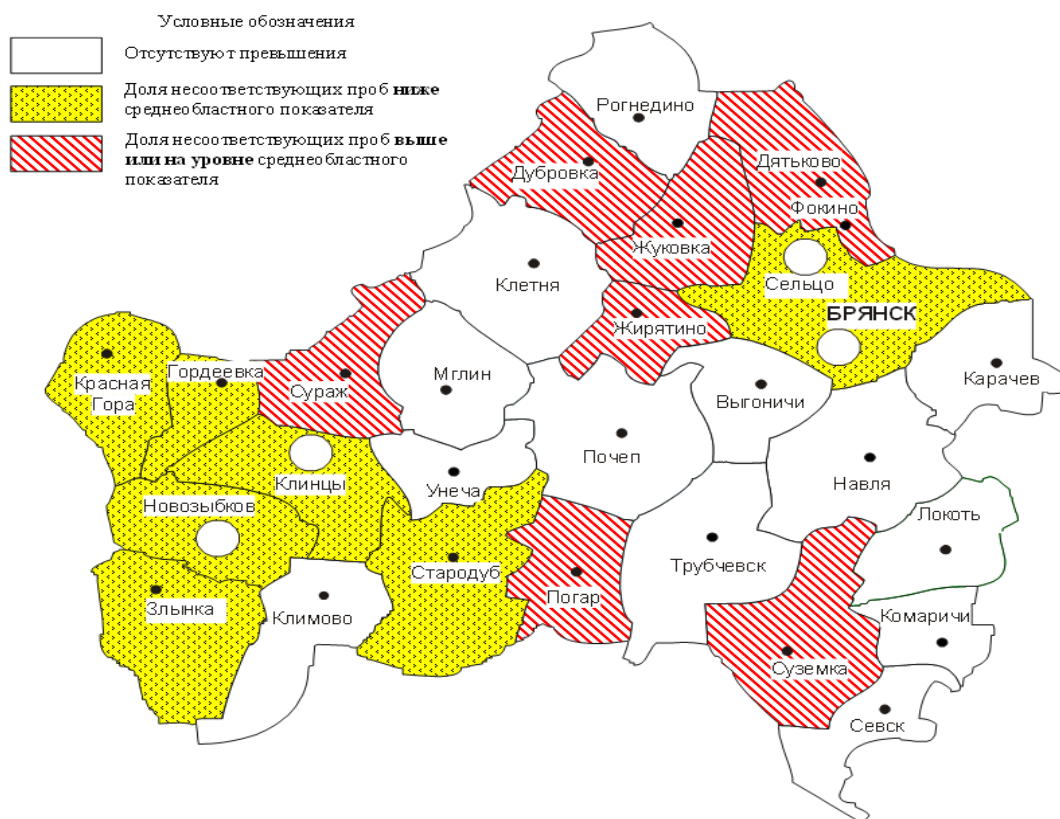 Условные обозначения
Отсутствуют превышения
Доля несоответствующих проб ниже
среднеобластного показателя
Доля несоответствующих проб выше
или на уровне среднеобластного
показателя
Рогнедино
Дятьково
Дубровка
Фокино
Жуковка
Клетня
Сельцо
БРЯНСК
Жирятино
Карачев
Гордеевка
Мглин
Красная
Гора
Сураж
Выгоничи
Почеп
Клинцы
Унеча
Навля
Новозыбков
Локоть
Трубчевск
Стародуб
Погар
Злынка
Климово
Комаричи
Суземка
Севск